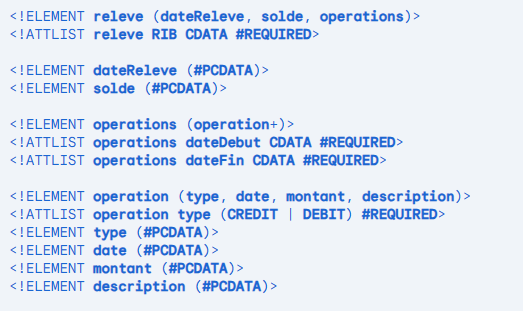 <!ELEMENT releve (dateReleve, solde, operations)>
<!ATTLIST releve RIB CDATA #REQUIRED>
<!ELEMENT dateReleve (#PCDATA)>
<!ELEMENT solde (#PCDATA)>
<!ELEMENT operations (operation+)>
<!ATTLIST operations dateDebut CDATA #REQUIRED>
<!ATTLIST operations dateFin CDATA #REQUIRED>
<!ELEMENT operation (type, date, montant, description)>
<!ATTLIST operation type (CREDIT | DEBIT) #REQUIRED>
<!ELEMENT type (#PCDATA)>
<!ELEMENT date (#PCDATA)>
<!ELEMENT montant (#PCDATA)>
<!ELEMENT description (#PCDATA)>